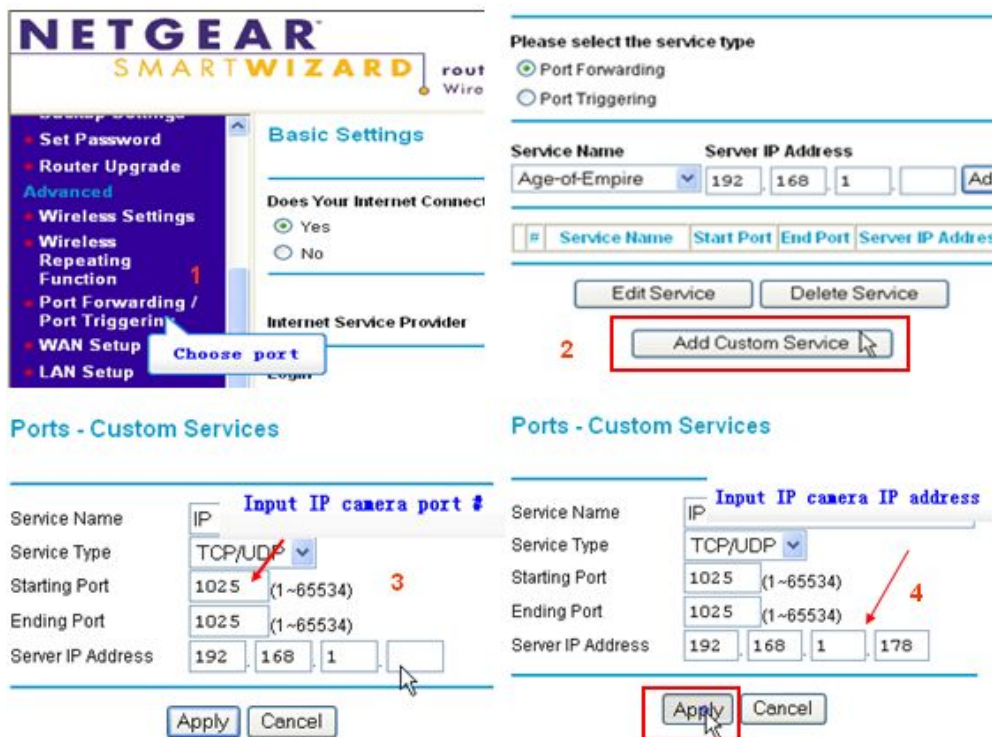 NETGEAR
SMARTWIZARD
rout
Wire
Backup Settings
Set Password
Router Upgrade
Advanced
Wireless Settings
Wireless
Repeating
Function
1
Port Forwarding /
Port Triggering
WAN Setup
LAN Setup
Choose port
Basic Settings
Does Your Internet Connect
Yes
No
Internet Service Provider
Login
Please select the service type
Port Forwarding
Port Triggering
Service Name Server IP Address
Age-of-Empire 192 . 168 . 1 . Ad
# Service Name Start Port End Port Server IP Addres
Edit Service Delete Service
2 Add Custom Service
Ports - Custom Services
Input IP camera port #
Service Name IP
Service Type TCP/UDP
Starting Port 1025 (1~65534) 3
Ending Port 1025 (1~65534)
Server IP Address 192 . 168 . 1 .
Apply Cancel
Ports - Custom Services
Input IP camera IP address
Service Name IP
Service Type TCP/UDP
Starting Port 1025 (1~65534) 4
Ending Port 1025 (1~65534)
Server IP Address 192 . 168 . 1 . 178
Apply Cancel